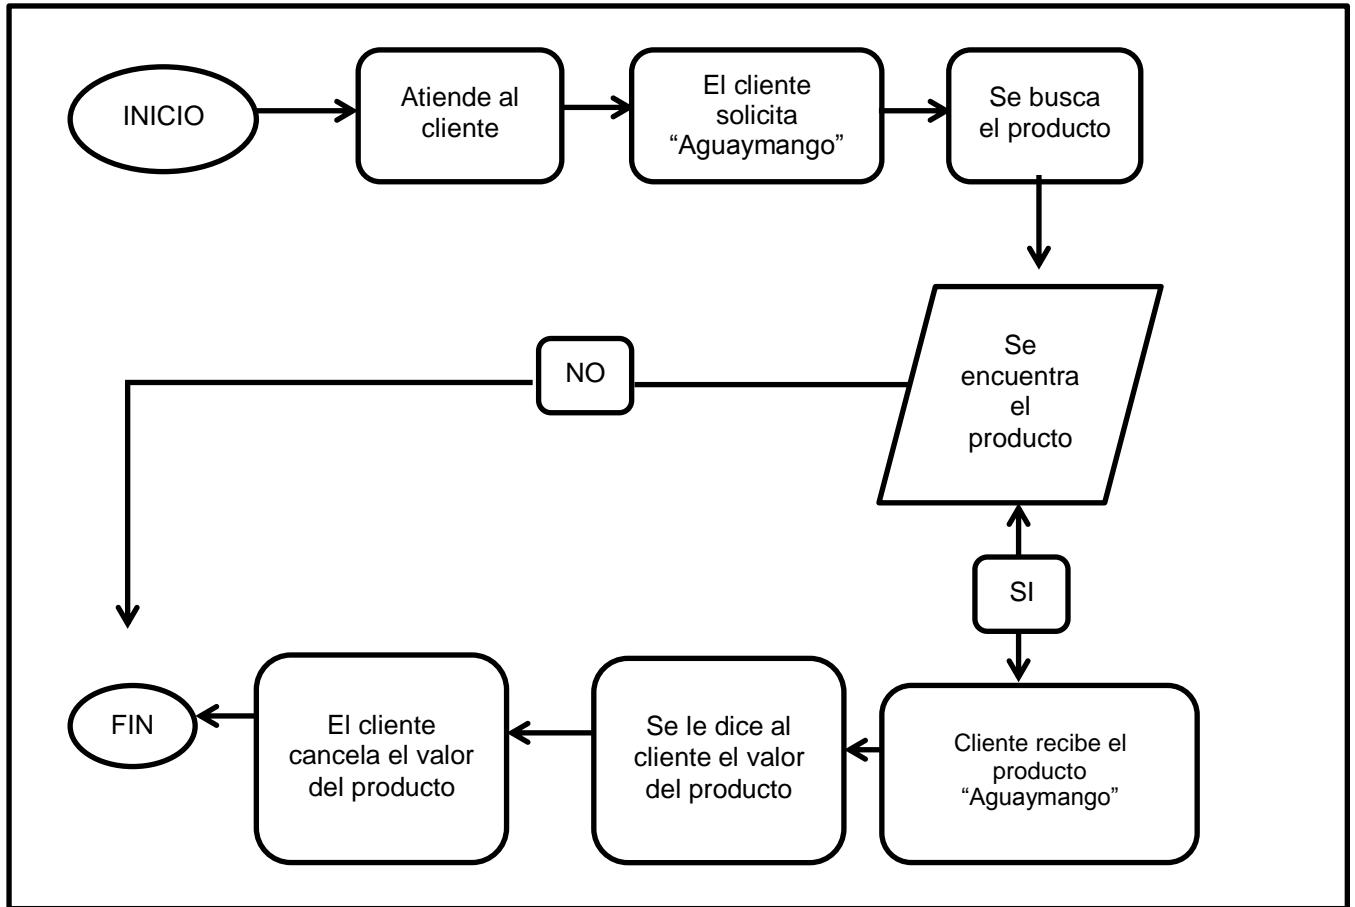 INICIO
Atiende al
cliente
El cliente
solicita
“Aguaymango”
Se busca
el producto
Se
encuentra
el
producto
NO
SI
Cliente recibe el
producto
“Aguaymango”
Se le dice al
cliente el valor
del producto
El cliente
cancela el valor
del producto
FIN